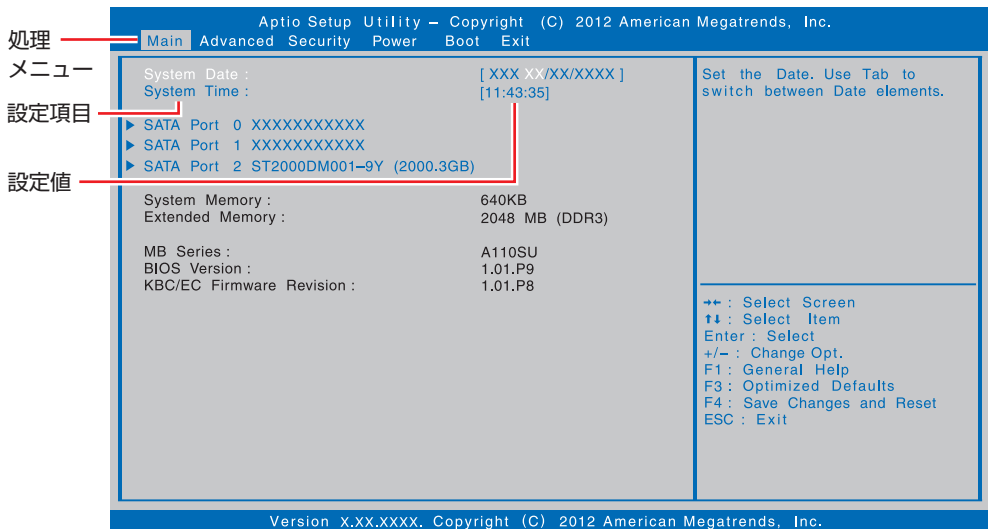 Aptio Setup Utility – Copyright (C) 2012 American Megatrends, Inc.
Main Advanced Security Power Boot Exit
処理
メニュー
設定項目
設定値
System Date : [ XXX XX/XX/XXXX ]
System Time : [11:43:35]
▶ SATA Port 0 XXXXXXXXXXX
▶ SATA Port 1 XXXXXXXXXXX
▶ SATA Port 2 ST2000DM001–9Y (2000.3GB)
System Memory : 640KB
Extended Memory : 2048 MB (DDR3)
MB Series : A110SU
BIOS Version : 1.01.P9
KBC/EC Firmware Revision : 1.01.P8
Set the Date. Use Tab to
switch between Date elements.
→← : Select Screen
↑↓ : Select Item
Enter : Select
+/– : Change Opt.
F1 : General Help
F3 : Optimized Defaults
F4 : Save Changes and Reset
ESC : Exit
Version X.XX.XXXX. Copyright (C) 2012 American Megatrends, Inc.